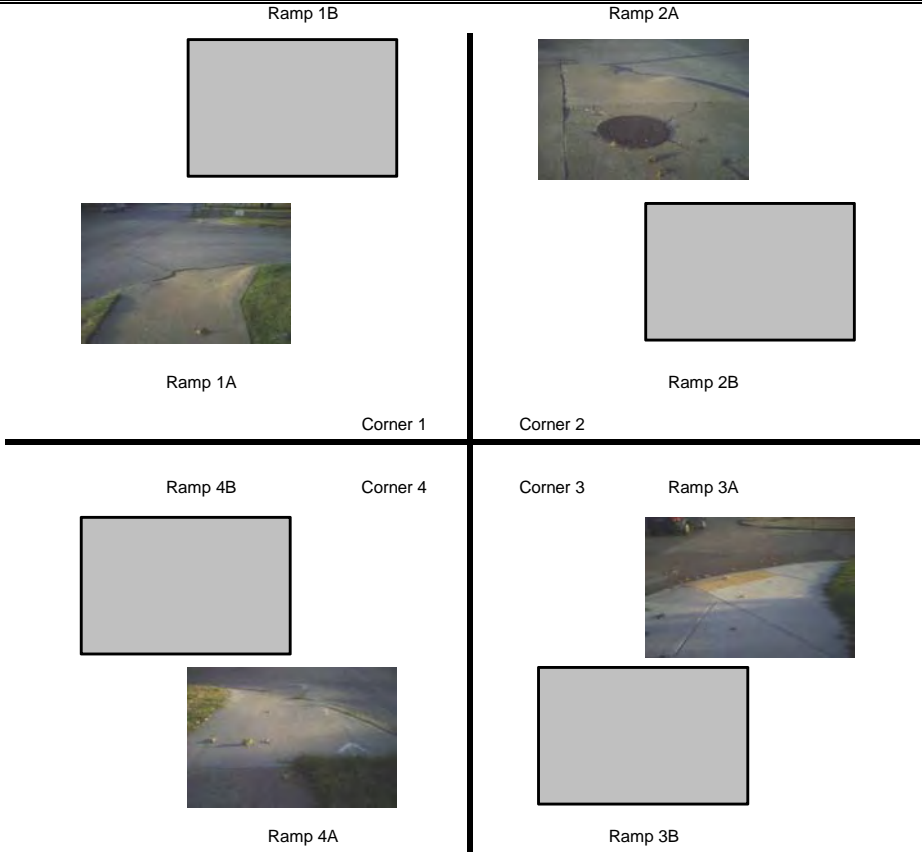 Ramp 1B
Ramp 2A
Ramp 1A
Ramp 2B
Corner 1
Corner 2
Ramp 4B
Corner 4
Corner 3
Ramp 3A
Ramp 4A
Ramp 3B